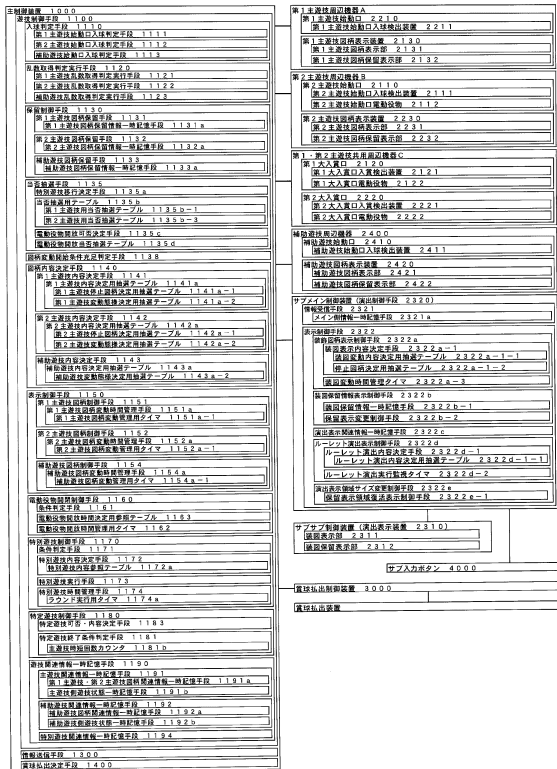 主制御装置 1000
遊技制御手段 1100
入球判定手段 1110
第1主遊技始動口入球判定手段 1111
第2主遊技始動口入球判定手段 1112
補助遊技始動口入球判定手段 1113
乱数取得判定実行手段 1120
第1主遊技乱数取得判定実行手段 1121
第2主遊技乱数取得判定実行手段 1122
補助遊技乱数取得判定実行手段 1123
保留制御手段 1130
第1主遊技図柄保留手段 1131
第1主遊技図柄保留情報一時記憶手段 1131a
第2主遊技図柄保留手段 1132
第2主遊技図柄保留情報一時記憶手段 1132a
補助遊技図柄保留手段 1133
補助遊技図柄保留情報一時記憶手段 1133a
当否抽選手段 1135
特別遊技移行決定手段 1135a
当否抽選用テーブル 1135b
第1主遊技用当否抽選テーブル 1135b-1
第2主遊技用当否抽選テーブル 1135b-3
電動役物開放可否決定手段 1135c
電動役物開放当否抽選テーブル 1135d
図柄変動開始条件充足判定手段 1138
図柄内容決定手段 1140
第1主遊技内容決定手段 1141
第1主遊技内容決定用抽選テーブル 1141a
第1主遊技停止図柄決定用抽選テーブル 1141a-1
第1主遊技変動態様決定用抽選テーブル 1141a-2
第2主遊技内容決定手段 1142
第2主遊技内容決定用抽選テーブル 1142a
第2主遊技停止図柄決定用抽選テーブル 1142a-1
第2主遊技変動態様決定用抽選テーブル 1142a-2
補助遊技内容決定手段 1143
補助遊技内容決定用抽選テーブル 1143a
補助遊技変動態様決定用抽選テーブル 1143a-2
表示制御手段 1150
第1主遊技図柄制御手段 1151
第1主遊技図柄変動時間管理手段 1151a
第1主遊技図柄変動管理用タイマ 1151a-1
第2主遊技図柄制御手段 1152
第2主遊技図柄変動時間管理手段 1152a
第2主遊技図柄変動管理用タイマ 1152a-1
補助遊技図柄制御手段 1154
補助遊技図柄変動時間管理手段 1154a
補助遊技図柄変動管理用タイマ 1154a-1
電動役物開閉制御手段 1160
条件判定手段 1161
電動役物開放時間決定用参照テーブル 1163
電動役物開放時間管理用タイマ 1162
特別遊技制御手段 1170
条件判定手段 1171
特別遊技内容決定手段 1172
特別遊技内容参照テーブル 1172a
特別遊技実行手段 1173
特別遊技時間管理手段 1174
ラウンド実行用タイマ 1174a
特定遊技制御手段 1180
特定遊技可否・内容決定手段 1183
特定遊技終了条件判定手段 1181
主遊技時短回数カウンタ 1181b
遊技関連情報一時記憶手段 1190
主遊技関連情報一時記憶手段 1191
第1主遊技・第2主遊技図柄関連情報一時記憶手段 1191a
主遊技側遊技状態一時記憶手段 1191b
補助遊技関連情報一時記憶手段 1192
補助遊技図柄関連情報一時記憶手段 1192a
補助遊技側遊技状態一時記憶手段 1192b
特別遊技関連情報一時記憶手段 1194
情報送信手段 1300
賞球払出決定手段 1400
第1主遊技周辺機器A
第1主遊技始動口 2210
第1主遊技始動口入球検出装置 2211
第1主遊技図柄表示装置 2130
第1主遊技図柄表示部 2131
第1主遊技図柄保留表示部 2132
第2主遊技周辺機器B
第2主遊技始動口 2110
第2主遊技始動口入球検出装置 2111
第2主遊技始動口電動役物 2112
第2主遊技図柄表示装置 2230
第2主遊技図柄表示部 2231
第2主遊技図柄保留表示部 2232
第1・第2主遊技共用周辺機器C
第1大入賞口 2120
第1大入賞口入賞検出装置 2121
第1大入賞口電動役物 2122
第2大入賞口 2220
第2大入賞口入賞検出装置 2221
第2大入賞口電動役物 2222
補助遊技周辺機器 2400
補助遊技始動口 2410
補助遊技始動口入球検出装置 2411
補助遊技図柄表示装置 2420
補助遊技図柄表示部 2421
補助遊技図柄保留表示部 2422
サブメイン制御装置(演出制御手段 2320)
情報受信手段 2321
メイン側情報一時記憶手段 2321a
表示制御手段 2322
装飾図柄表示制御手段 2322a
装図表示内容決定手段 2322a-1
装図変動内容決定用抽選テーブル 2322a-1-1
停止図柄決定用抽選テーブル 2322a-1-2
装図変動時間管理タイマ 2322a-3
装図保留情報表示制御手段 2322b
装図保留情報一時記憶手段 2322b-1
保留表示変更制御手段 2322b-2
演出表示関連情報一時記憶手段 2322c
ルーレット演出表示制御手段 2322d
ルーレット演出内容決定手段 2322d-1
ルーレット演出内容決定用抽選テーブル 2322d-1-1
ルーレット演出実行監視タイマ 2322d-2
演出表示領域サイズ変更制御手段 2322e
保留表示領域復活表示制御手段 2322e-1
サブサブ制御装置(演出表示装置 2310)
装図表示部 2311
装図保留表示部 2312
サブ入力ボタン 4000
賞球払出制御装置 3000
賞球払出装置